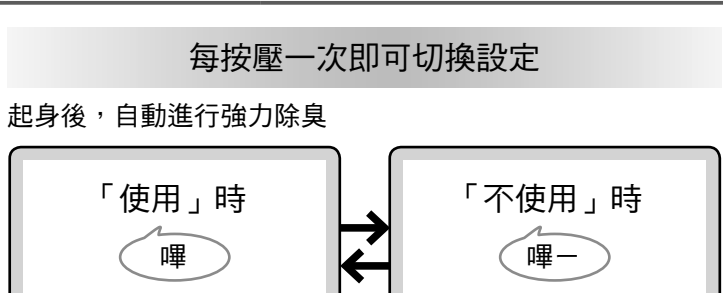 每按壓一次即可切換設定
起身後，自動進行強力除臭
「使用」時
嗶
「不使用」時
嗶－